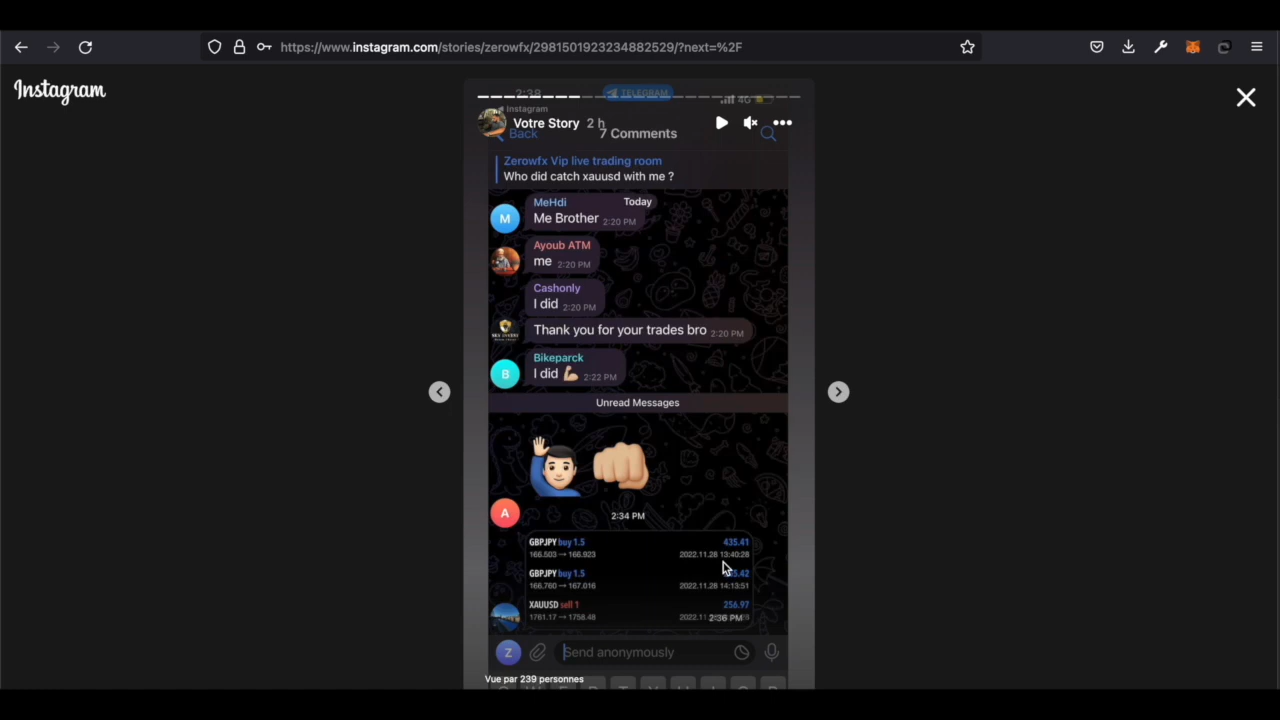 https://www.instagram.com/stories/zerowfx/2981501923234882529/?next=%2F
Instagram
2:38
TELEGRAM
4G
Instagram
Votre Story 2 h
Back
7 Comments
Zerowfx Vip live trading room
Who did catch xauusd with me ?
MeHdi
Today
M
Me Brother 2:20 PM
Ayoub ATM
me 2:20 PM
Cashonly
I did 2:20 PM
Thank you for your trades bro 2:20 PM
Bikeparck
B
I did 2:22 PM
Unread Messages
A
2:34 PM
GBPJPY buy 1.5 435.41
166.503 → 166.923 2022.11.28 13:40:28
GBPJPY buy 1.5
166.760 → 167.016 2022.11.28 14:13:51
XAUUSD sell 1 256.97
1761.17 → 1758.48 2022.11
2:36 PM
Z
Send anonymously
Vue par 239 personnes